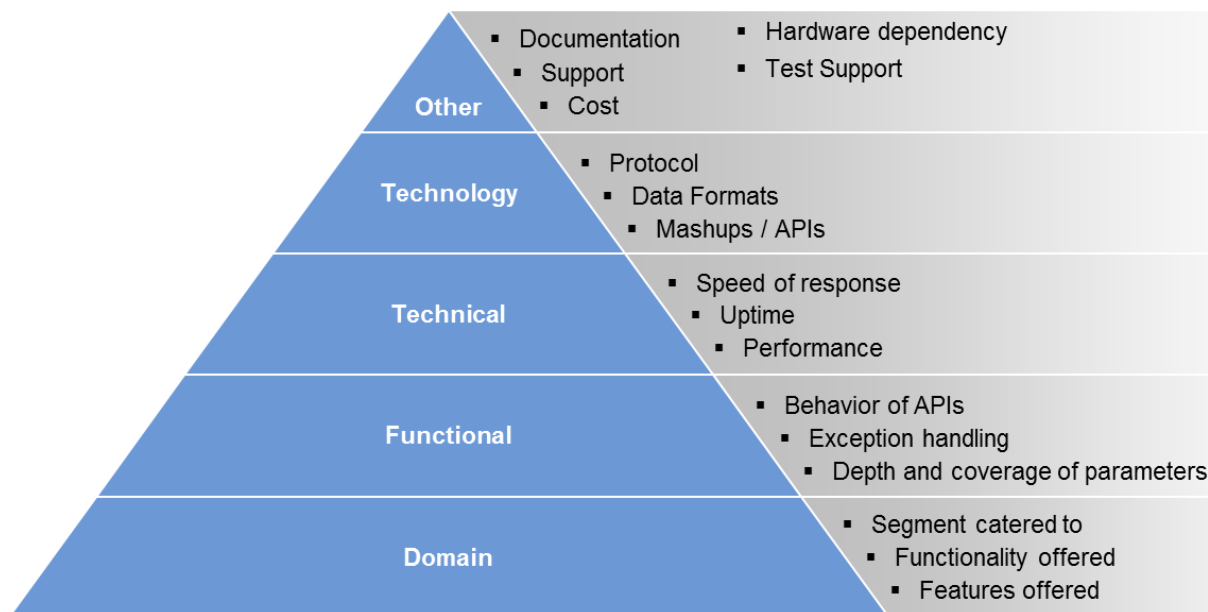 Documentation
Support
Cost
Hardware dependency
Test Support
Other
Protocol
Data Formats
Mashups / APIs
Technology
Speed of response
Uptime
Performance
Technical
Behavior of APIs
Exception handling
Depth and coverage of parameters
Functional
Segment catered to
Functionality offered
Features offered
Domain